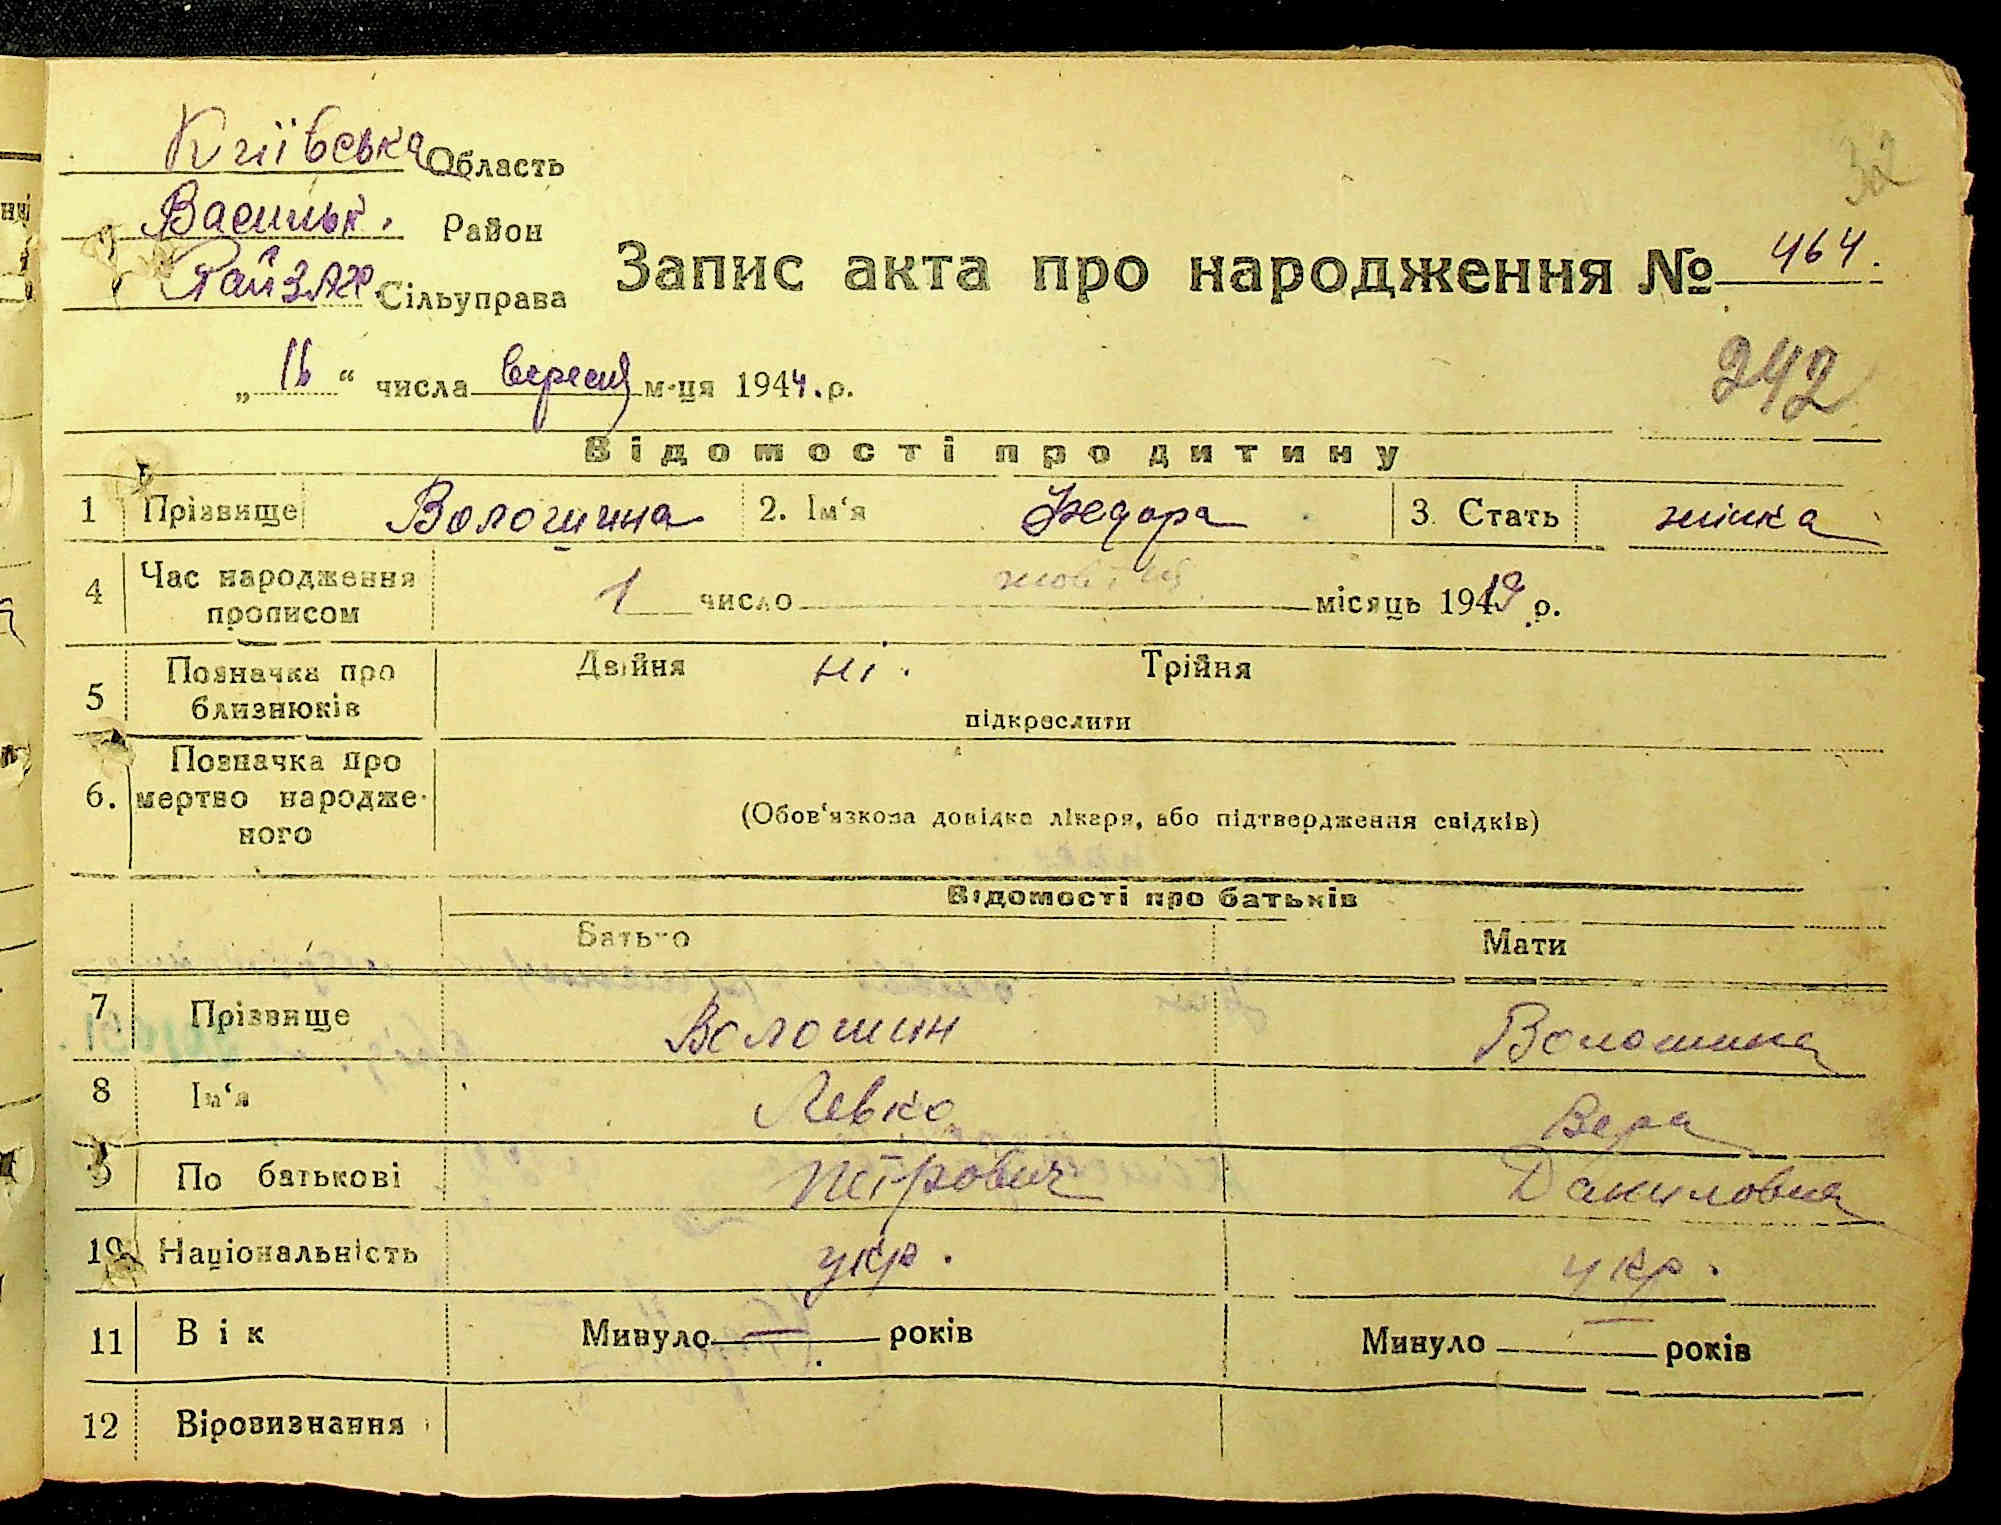 32
Київська Область
Васильк. Район
РайЗАГС Сільуправа
Запис акта про народження № 464.
„ 16 “ числа вересня м-ця 1944. р.
242
Відомості про дитину
1 Прізвище Волошина 2. Ім‘я Федора 3. Стать жінка
4 Час народження прописом 1 число жовтня місяць 1919 р.
5 Позначка про близнюків Двійня ні. Трійня
підкреслити
6. Позначка про мертво народженого
(Обов‘язкова довідка лікаря, або підтвердження свідків)
Відомості про батьків
Батько Мати
7. Прізвище Волошин Волошина
8 Ім‘я Левко Вера
9 По батькові Петрович Даниловна
10 Національність укр. укр.
11 Вік Минуло — років Минуло — років
12 Віровизнання